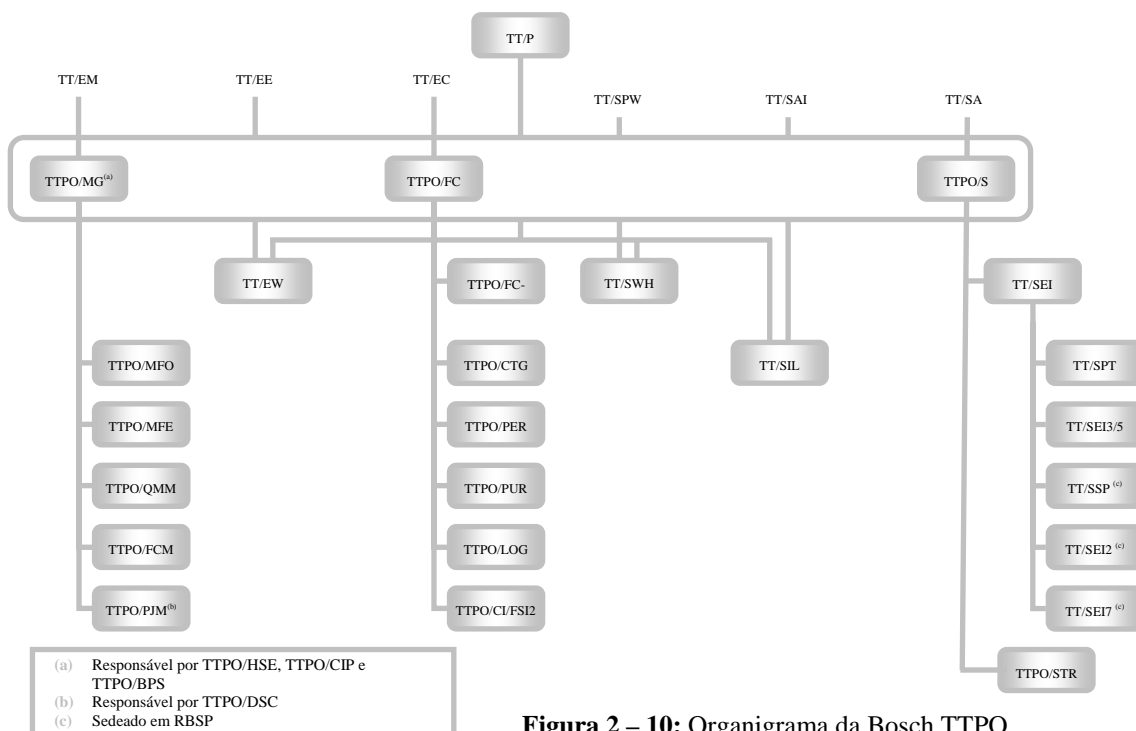 TT/P
TT/EM
TT/EE
TT/EC
TT/SPW
TT/SAI
TT/SA
TTPO/MG(a)
TTPO/FC
TTPO/S
TT/EW
TTPO/FC-
TT/SWH
TT/SEI
TTPO/MFO
TTPO/CTG
TT/SIL
TT/SPT
TTPO/MFE
TTPO/PER
TT/SEI3/5
TTPO/QMM
TTPO/PUR
TT/SSP (c)
TTPO/FCM
TTPO/LOG
TT/SEI2 (c)
TTPO/PJM(b)
TTPO/CI/FSI2
TT/SEI7 (c)
TTPO/STR
(a) Responsável por TTPO/HSE, TTPO/CIP e
TTPO/BPS
(b) Responsável por TTPO/DSC
(c) Sedeado em RBSP
Figura 2 – 10: Organigrama da Bosch TTPO